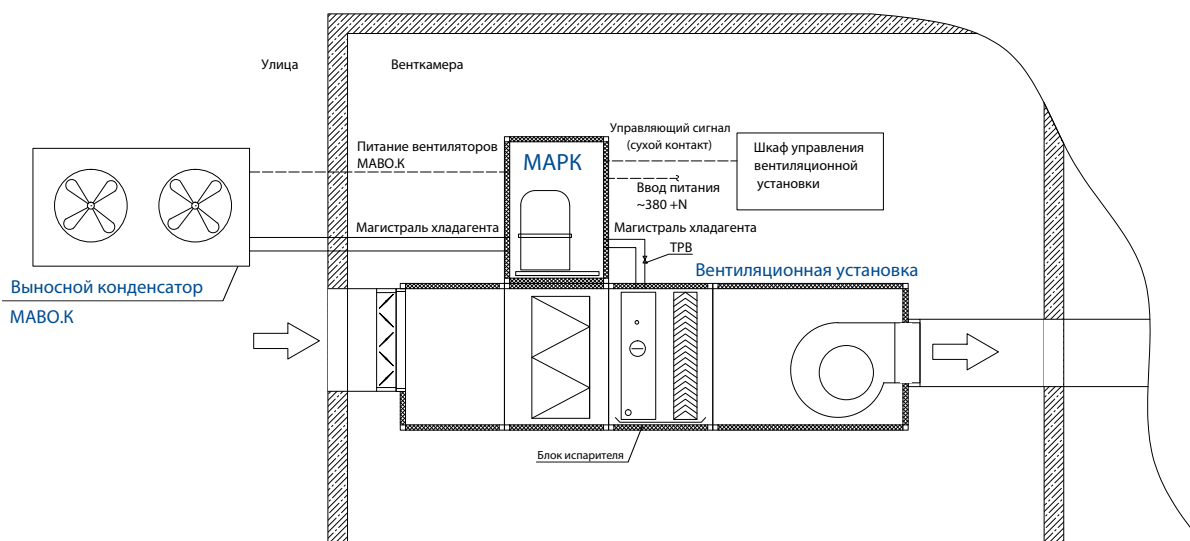 Улица
Венткамера
Питание вентиляторов
МАВО.К
МАРК
Управляющий сигнал
(сухой контакт)
Шкаф управления
вентиляционной
установки
Ввод питания
~380 +N
Магистраль хладагента
Магистраль хладагента
ТРВ
Вентиляционная установка
Выносной конденсатор
МАВО.К
Блок испарителя